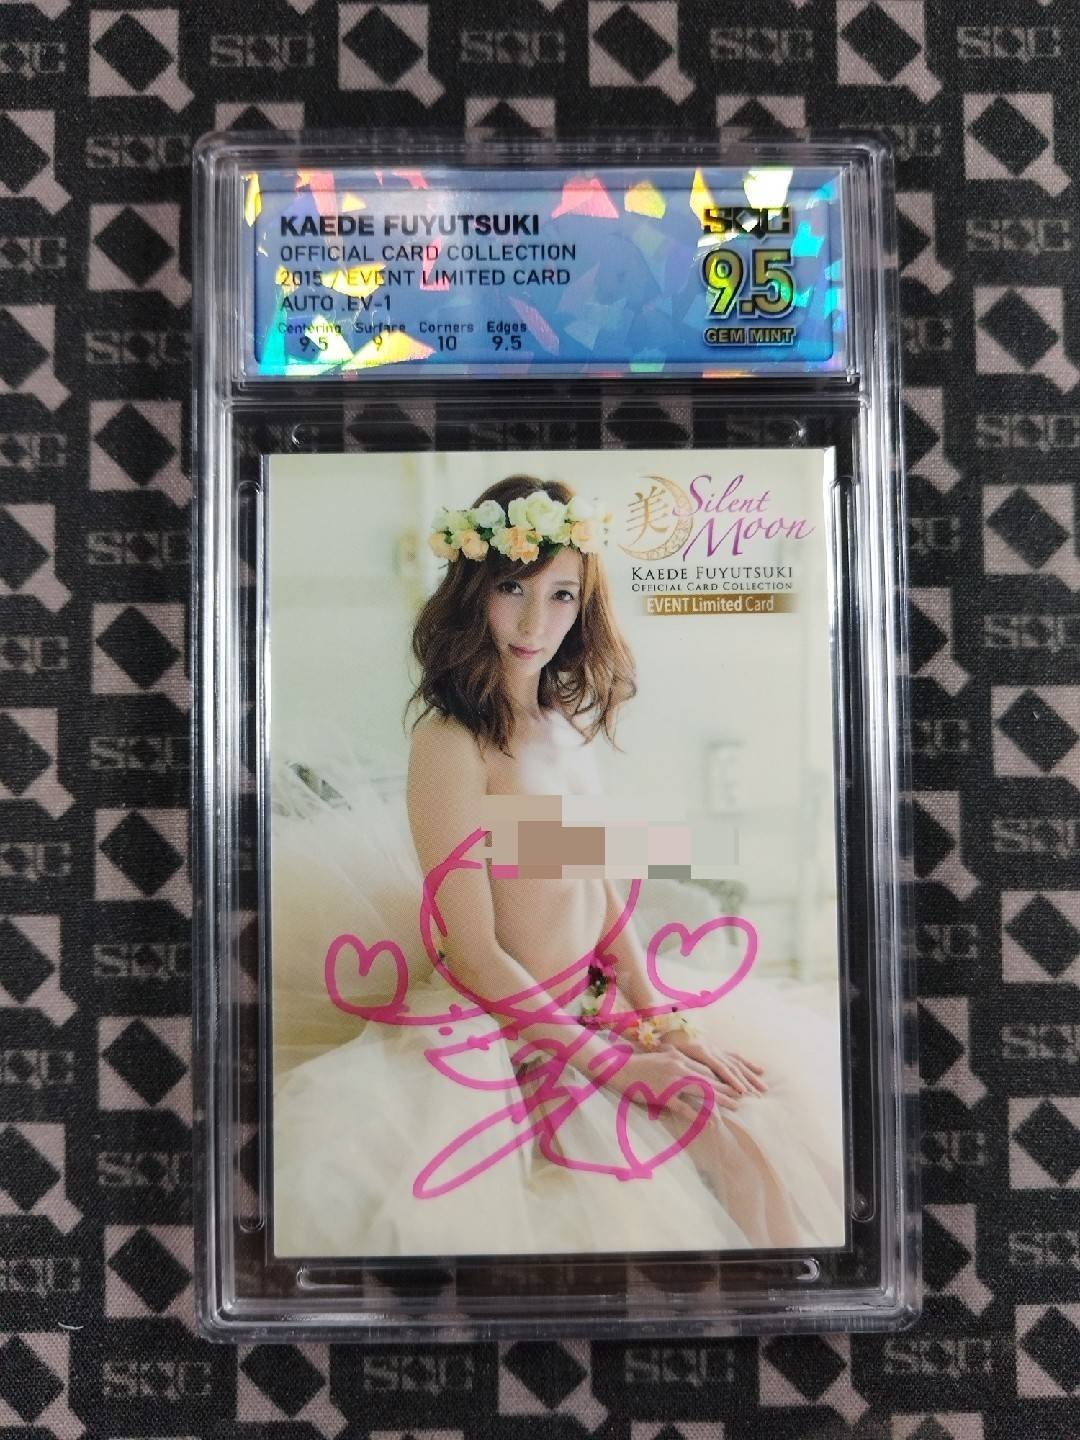 KAEDE FUYUTSUKI
OFFICIAL CARD COLLECTION
2015 / EVENT LIMITED CARD
AUTO .EV-1
Centering Surface Corners Edges
9.5 9 10 9.5
SQC
9.5
GEM MINT
美
Silent
Moon
KAEDE FUYUTSUKI
OFFICIAL CARD COLLECTION
EVENT Limited Card